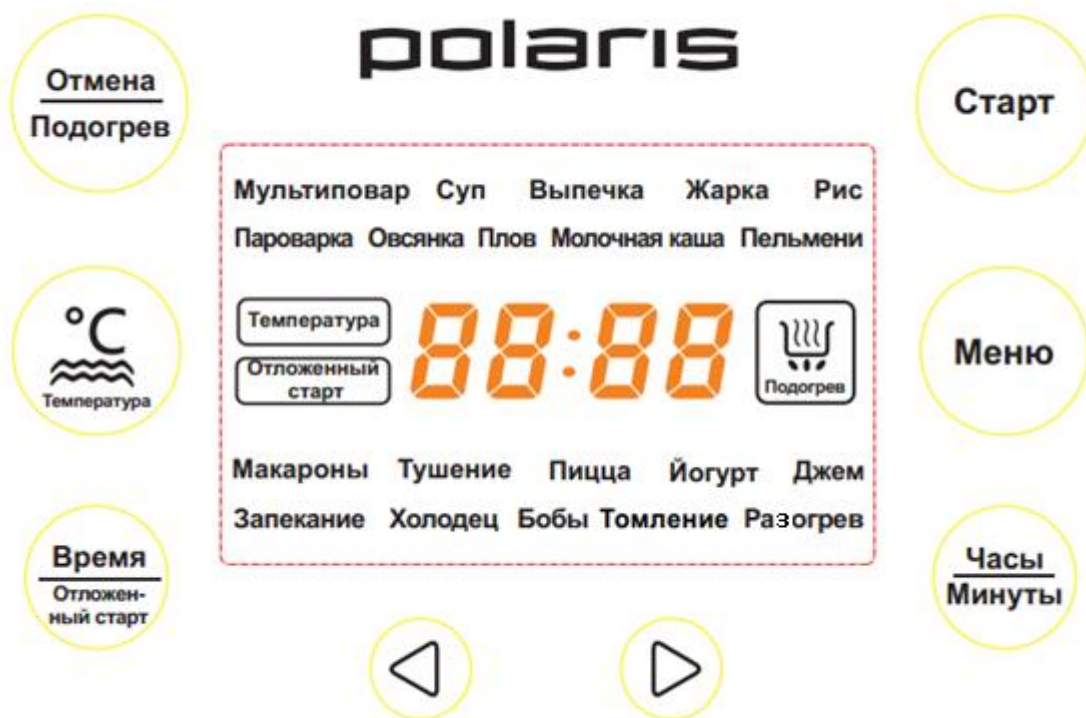 polaris
Отмена
Подогрев
Старт
Мультиповар Суп Выпечка Жарка Рис
Пароварка Овсянка Плов Молочная каша Пельмени
°C
Температура
Температура
Отложенный
старт
88:88
Подогрев
Меню
Макароны Тушение Пицца Йогурт Джем
Запекание Холодец Бобы Томление Разогрев
Время
Отложен-
ный старт
Часы
Минуты